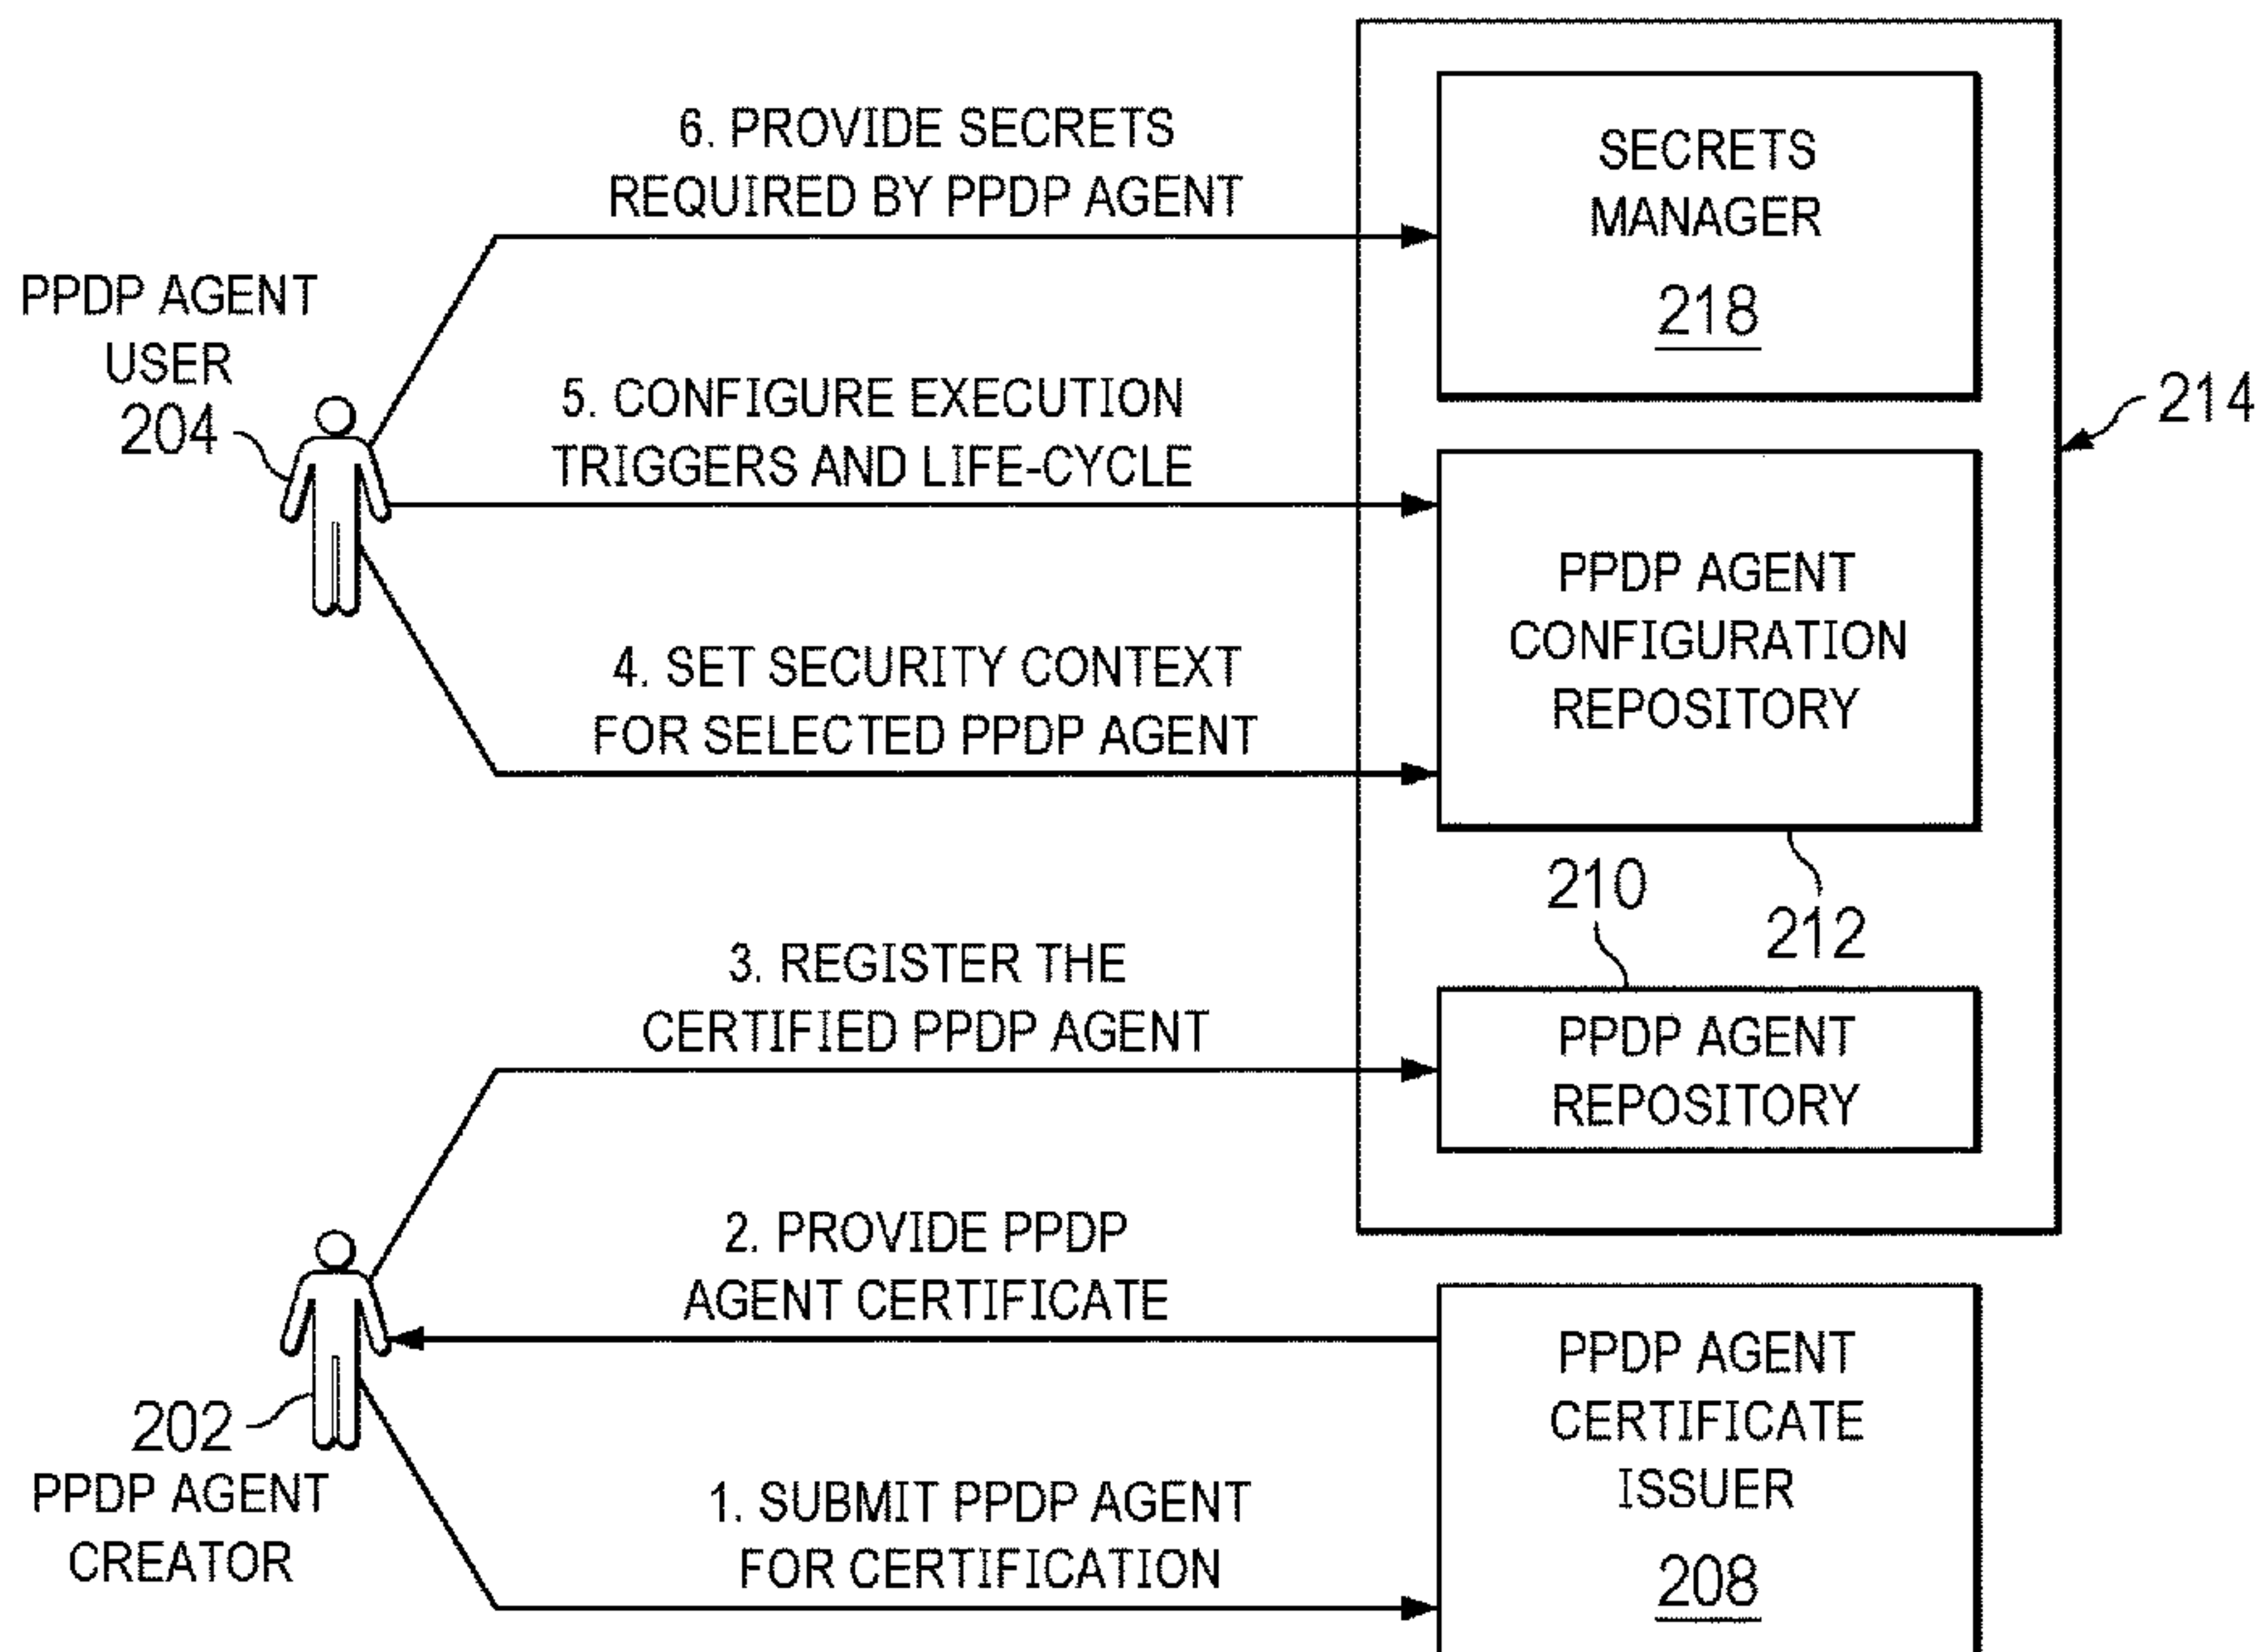 6. PROVIDE SECRETS
REQUIRED BY PPDP AGENT
SECRETS
MANAGER
218
PPDP AGENT
USER
204
5. CONFIGURE EXECUTION
TRIGGERS AND LIFE-CYCLE
214
4. SET SECURITY CONTEXT
FOR SELECTED PPDP AGENT
PPDP AGENT
CONFIGURATION
REPOSITORY
210
212
3. REGISTER THE
CERTIFIED PPDP AGENT
PPDP AGENT
REPOSITORY
2. PROVIDE PPDP
AGENT CERTIFICATE
202
PPDP AGENT
CREATOR
1. SUBMIT PPDP AGENT
FOR CERTIFICATION
PPDP AGENT
CERTIFICATE
ISSUER
208